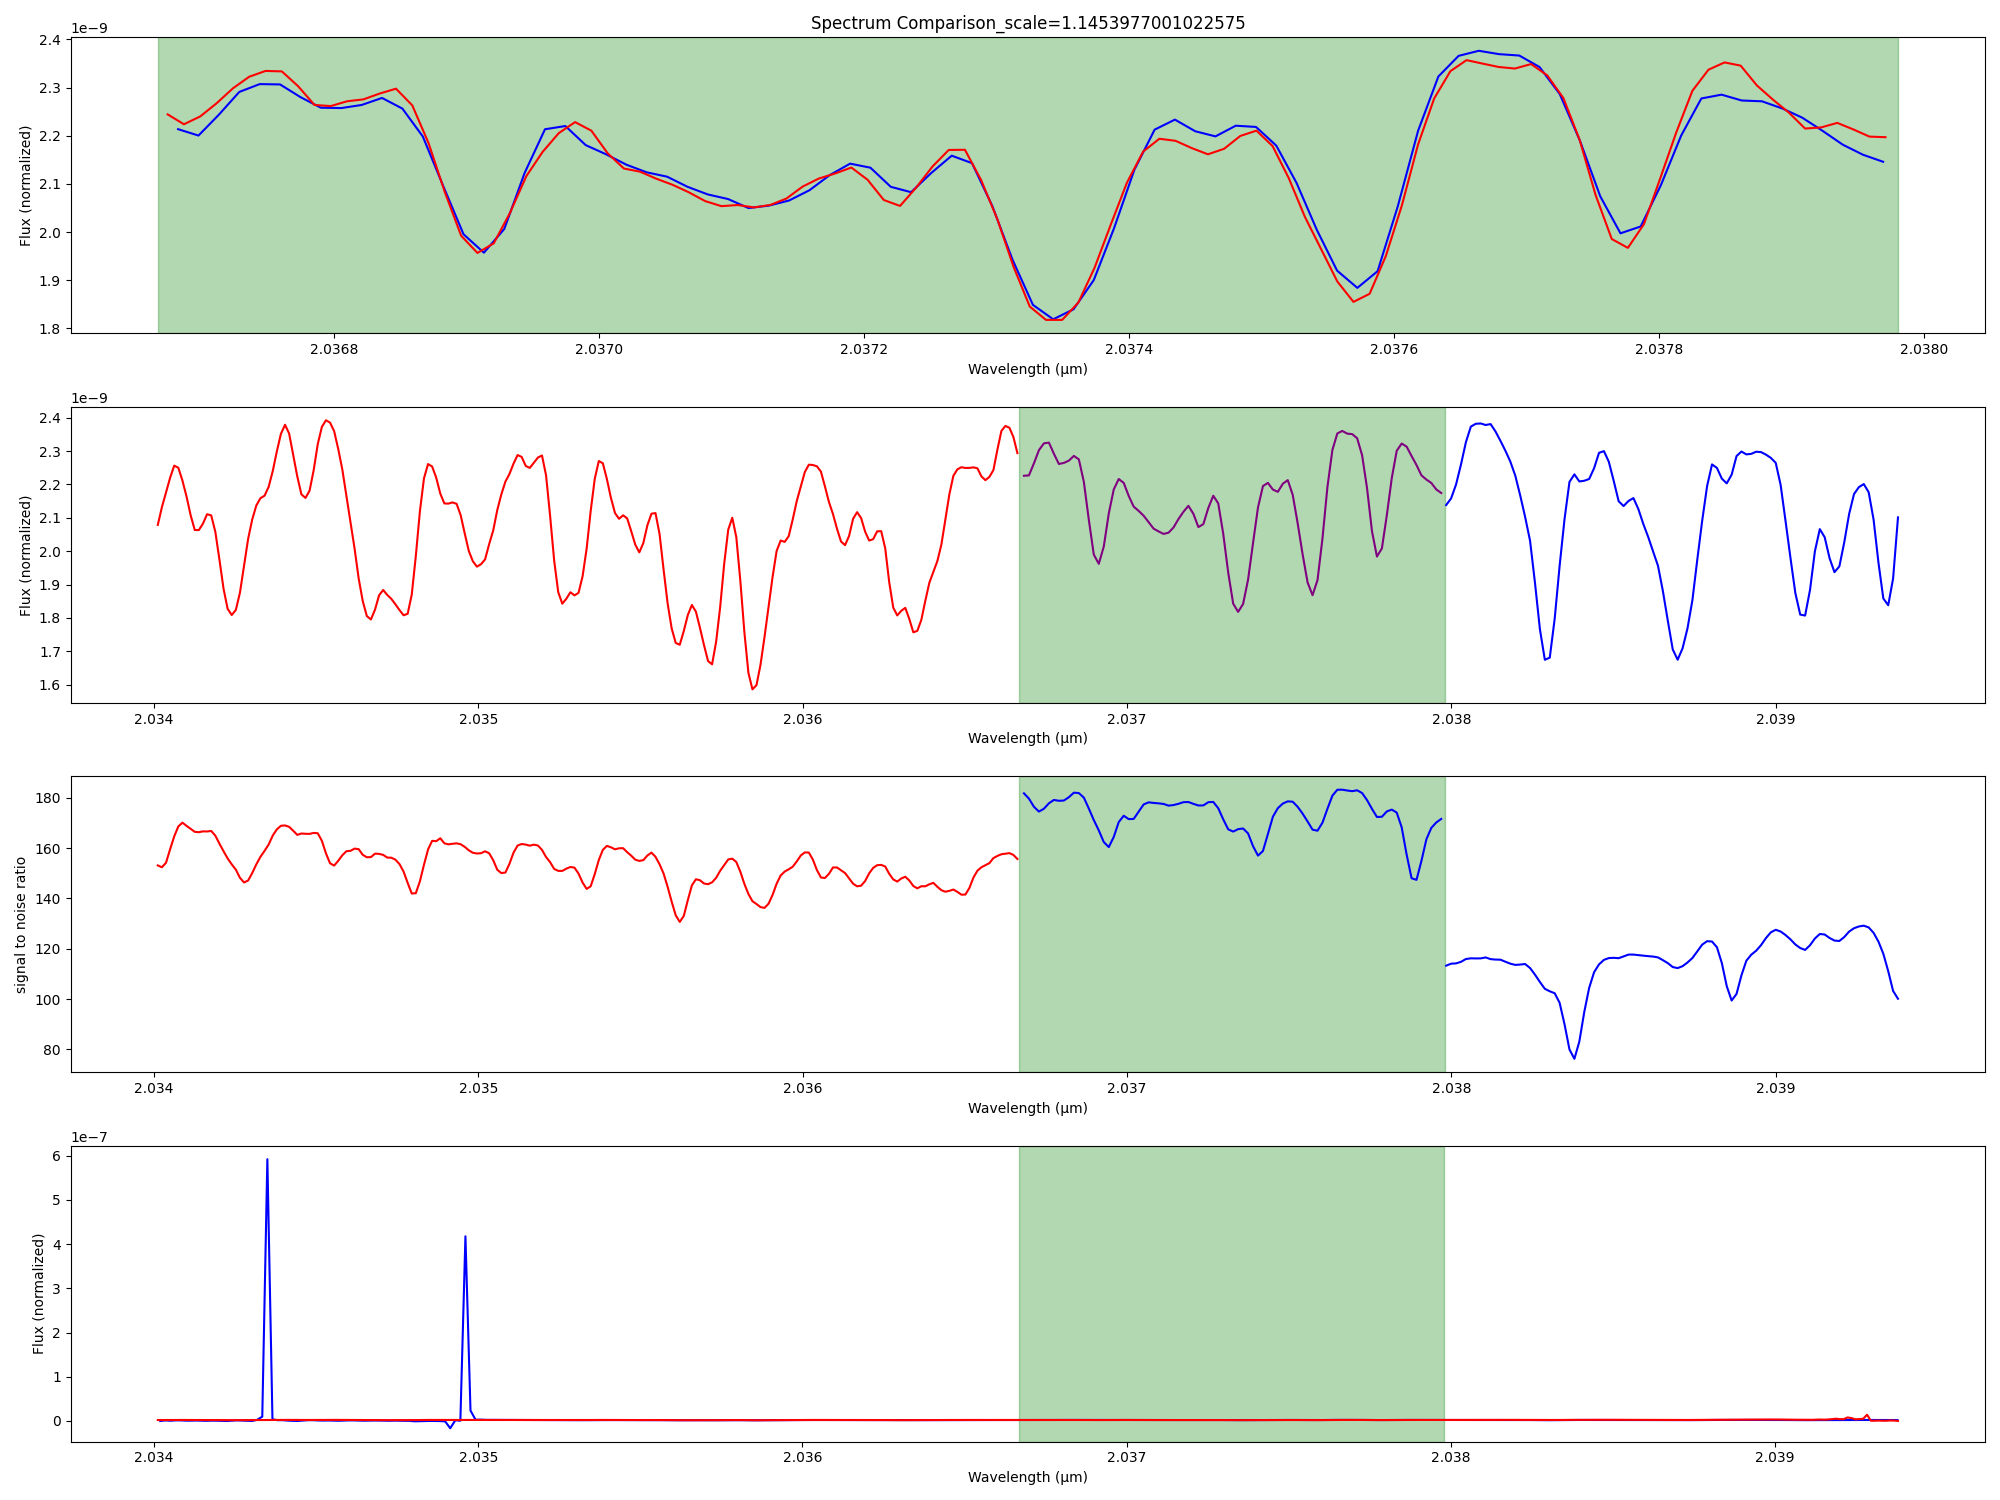 Spectrum Comparison_scale=1.1453977001022575
1e−9
2.4
2.3
2.2
2.1
2.0
1.9
1.8
Flux (normalized)
2.0368 2.0370 2.0372 2.0374 2.0376 2.0378 2.0380
Wavelength (μm)
1e−9
2.4
2.3
2.2
2.1
2.0
1.9
1.8
1.7
1.6
Flux (normalized)
2.034 2.035 2.036 2.037 2.038 2.039
Wavelength (μm)
180
160
140
120
100
80
signal to noise ratio
2.034 2.035 2.036 2.037 2.038 2.039
Wavelength (μm)
1e−7
6
5
4
3
2
1
0
Flux (normalized)
2.034 2.035 2.036 2.037 2.038 2.039
Wavelength (μm)